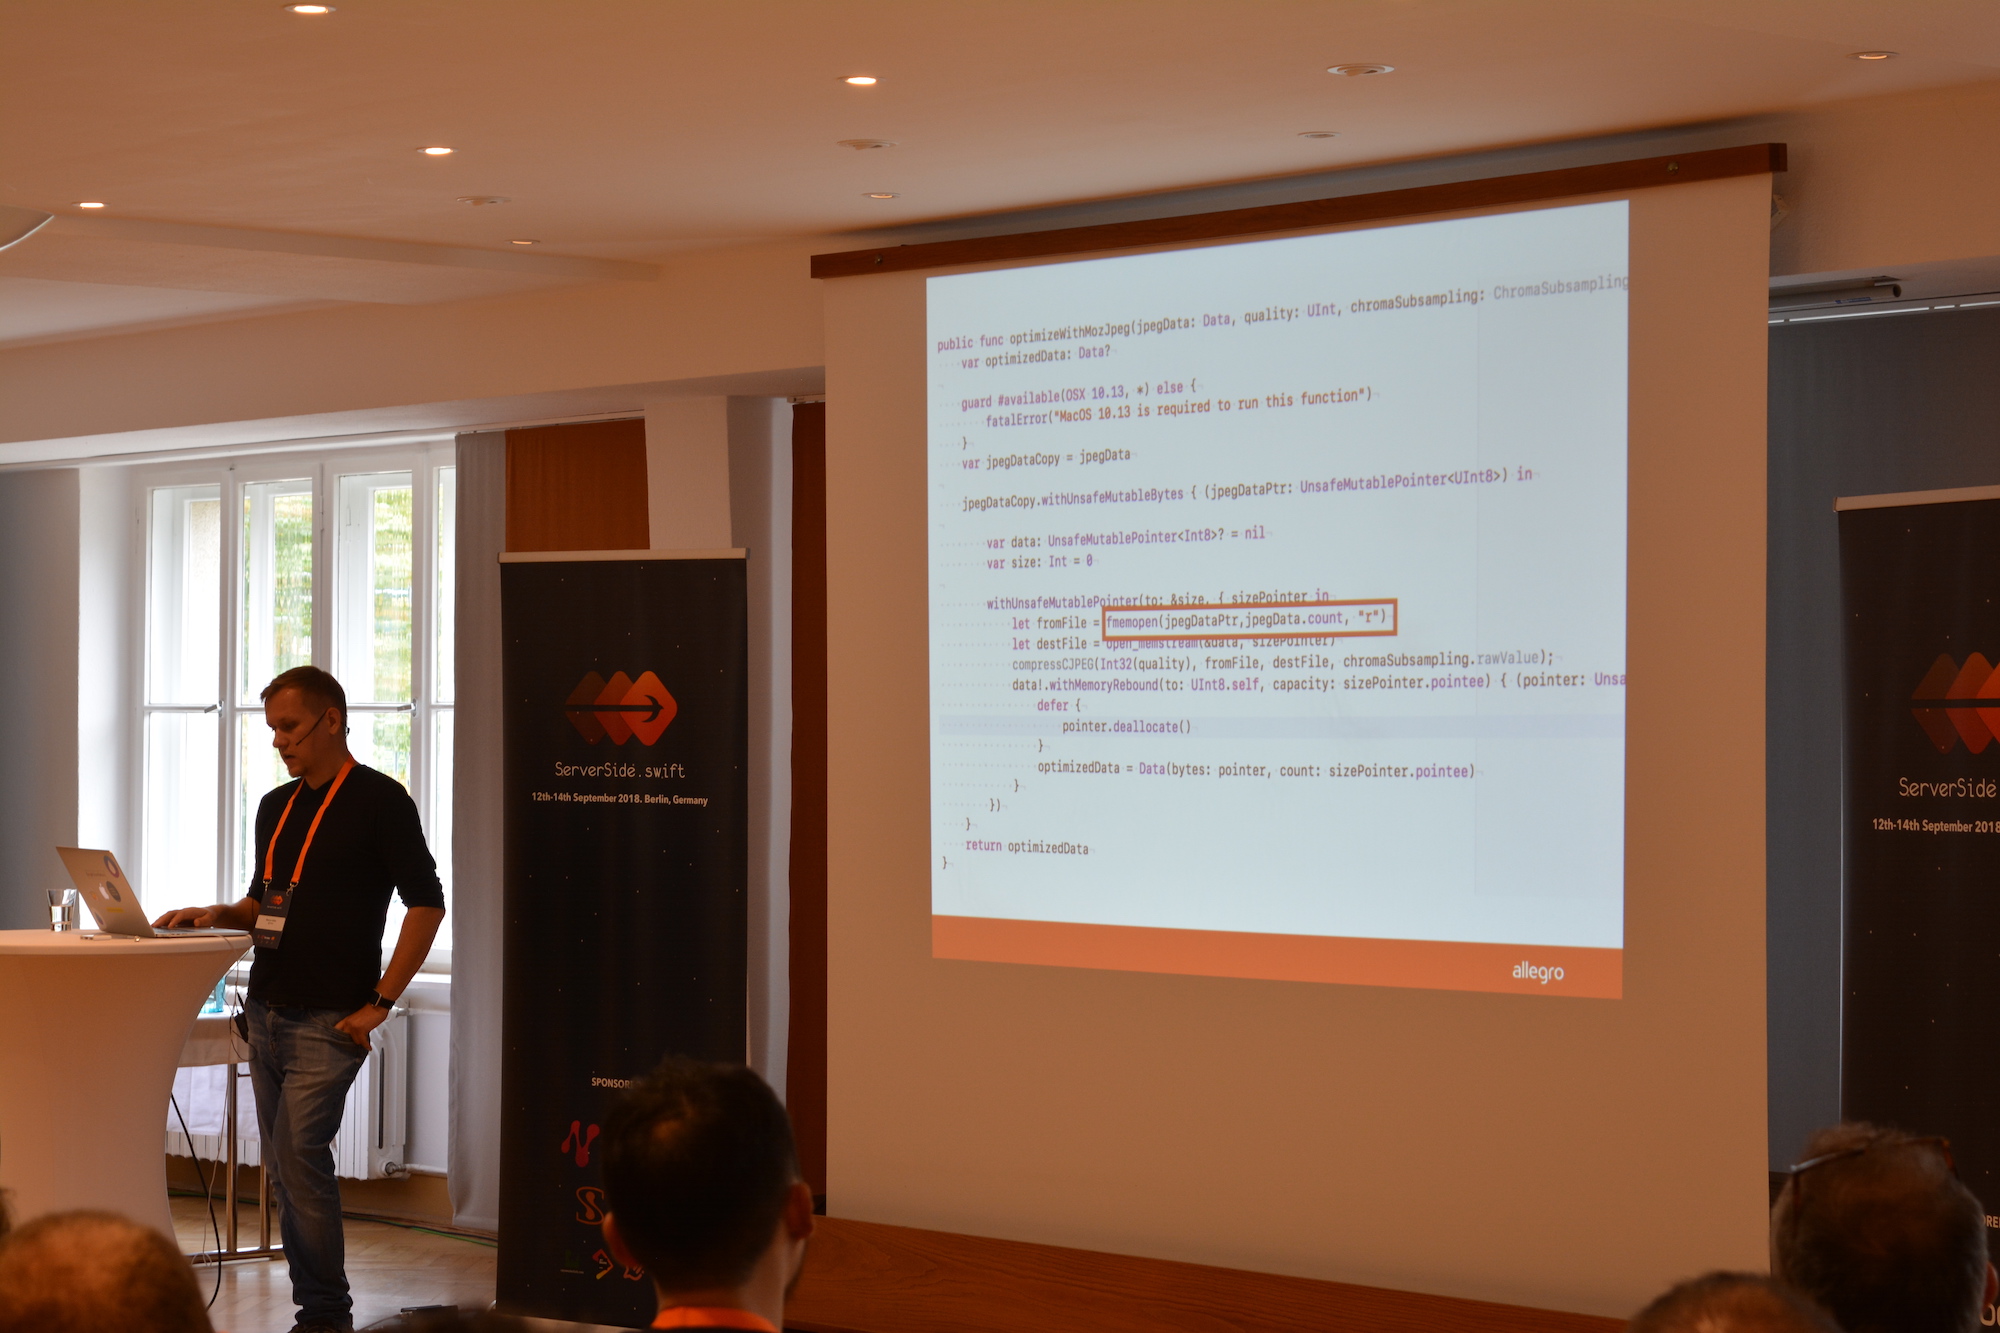 public func optimizeWithMozJpeg(jpegData: Data, quality: UInt, chromaSubsampling: ChromaSubsampling
var optimizedData: Data?
guard #available(OSX 10.13, *) else {
fatalError("MacOS 10.13 is required to run this function")
}
var jpegDataCopy = jpegData
jpegDataCopy.withUnsafeMutableBytes { (jpegDataPtr: UnsafeMutablePointer<UInt8>) in
var data: UnsafeMutablePointer<Int8>? = nil
var size: Int = 0
withUnsafeMutablePointer(to: &size, { sizePointer in
let fromFile = fmemopen(jpegDataPtr,jpegData.count, "r")
let destFile = open_memstream(&data, sizePointer)
compressCJPEG(Int32(quality), fromFile, destFile, chromaSubsampling.rawValue);
data!.withMemoryRebound(to: UInt8.self, capacity: sizePointer.pointee) { (pointer: Unsa
defer {
pointer.deallocate()
}
optimizedData = Data(bytes: pointer, count: sizePointer.pointee)
}
})
}
return optimizedData
}
allegro
ServerSide.swift
12th-14th September 2018. Berlin, Germany
SPONSOR
ServerSide
12th-14th September 2018